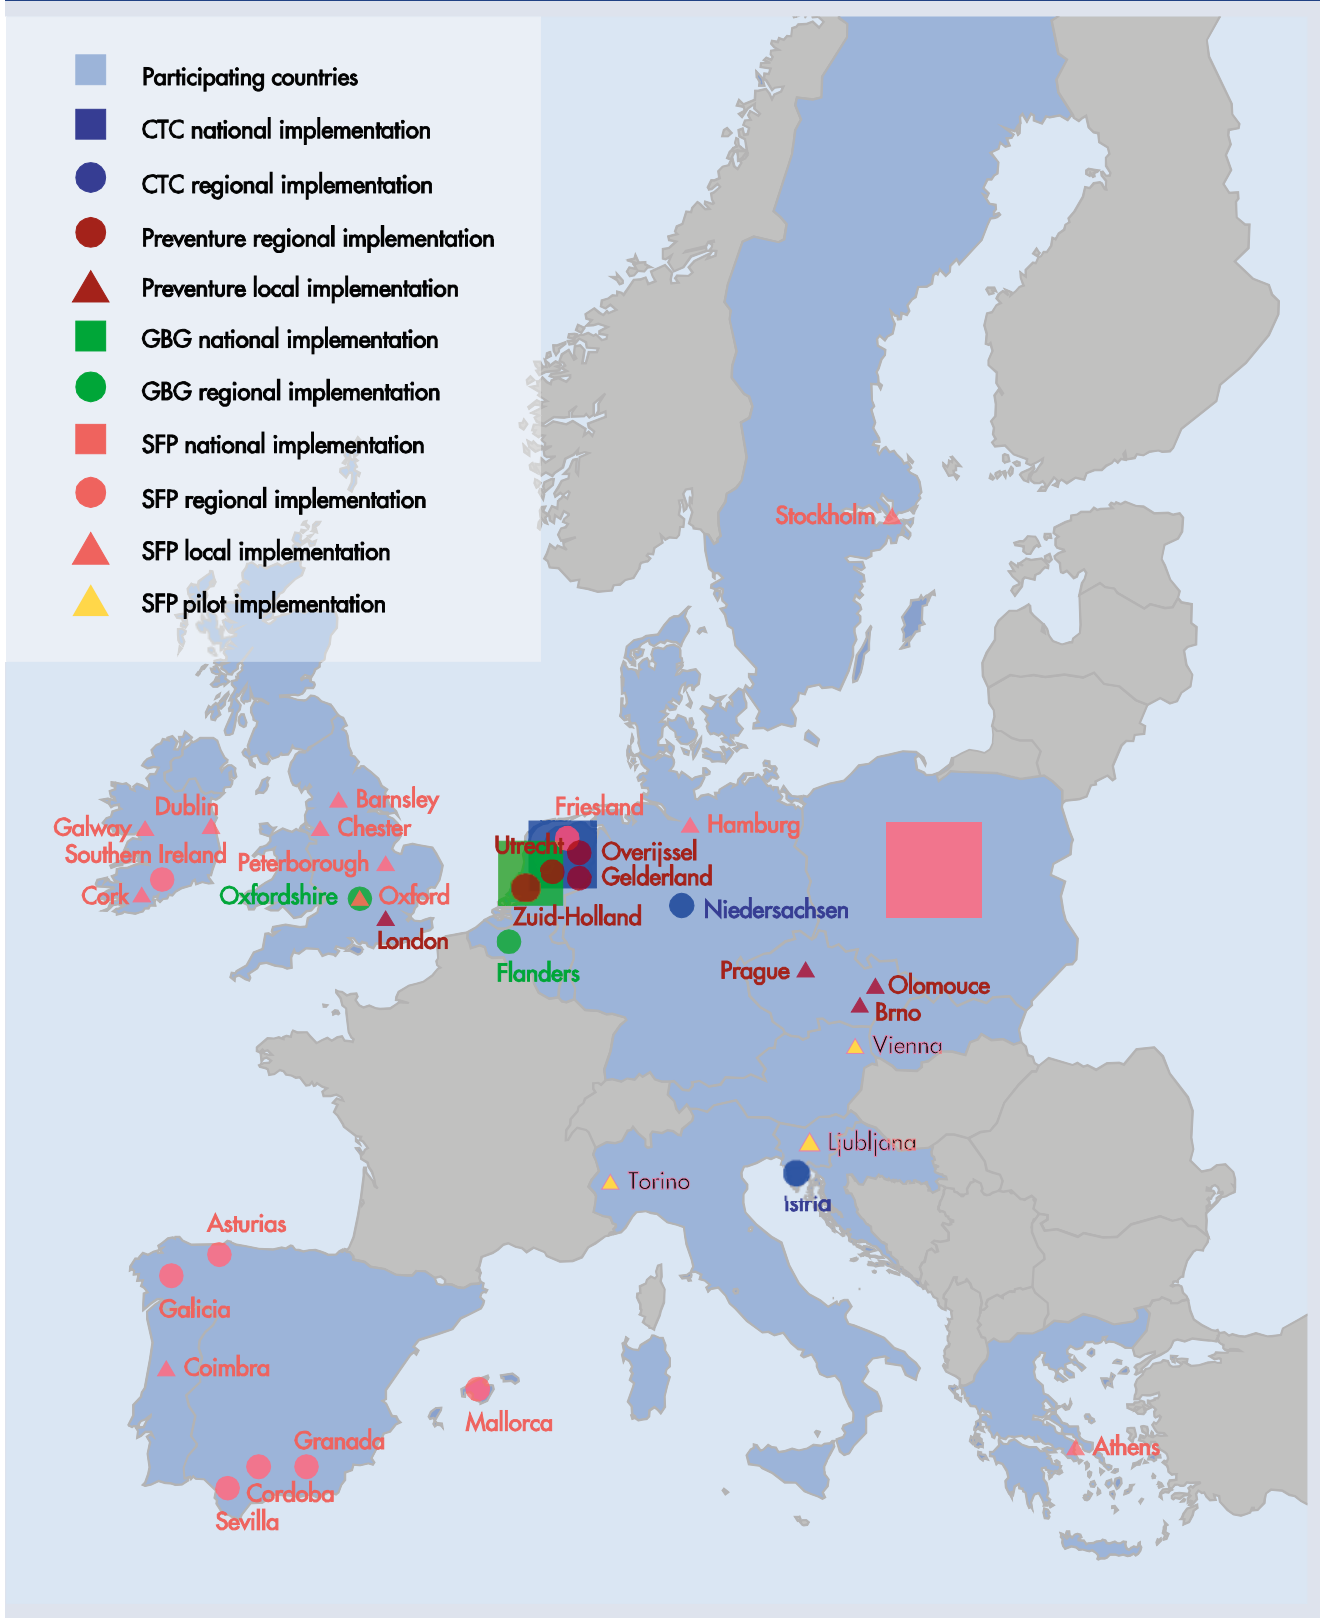 Participating countries
CTC national implementation
CTC regional implementation
Preventure regional implementation
Preventure local implementation
GBG national implementation
GBG regional implementation
SFP national implementation
SFP regional implementation
SFP local implementation
SFP pilot implementation
Stockholm
Barnsley
Dublin
Friesland
Galway
Chester
Hamburg
Southern Ireland
Utrecht
Overijssel
Peterborough
Gelderland
Cork
Oxfordshire
Oxford
Niedersachsen
Zuid-Holland
London
Flanders
Prague
Olomouce
Brno
Vienna
Ljubljana
Torino
Istria
Asturias
Galicia
Coimbra
Mallorca
Granada
Athens
Cordoba
Sevilla